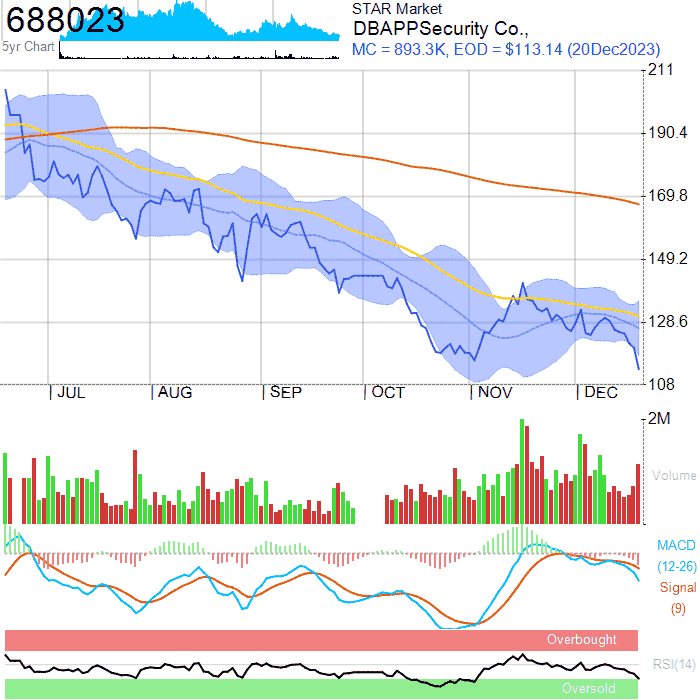 688023
5yr Chart
STAR Market
DBAPPSecurity Co.,
MC = 893.3K, EOD = $113.14 (20Dec2023)
211
190.4
169.8
149.2
128.6
108
JUL
AUG
SEP
OCT
NOV
DEC
2M
Volume
MACD
(12-26)
Signal
(9)
Overbought
RSI(14)
Oversold